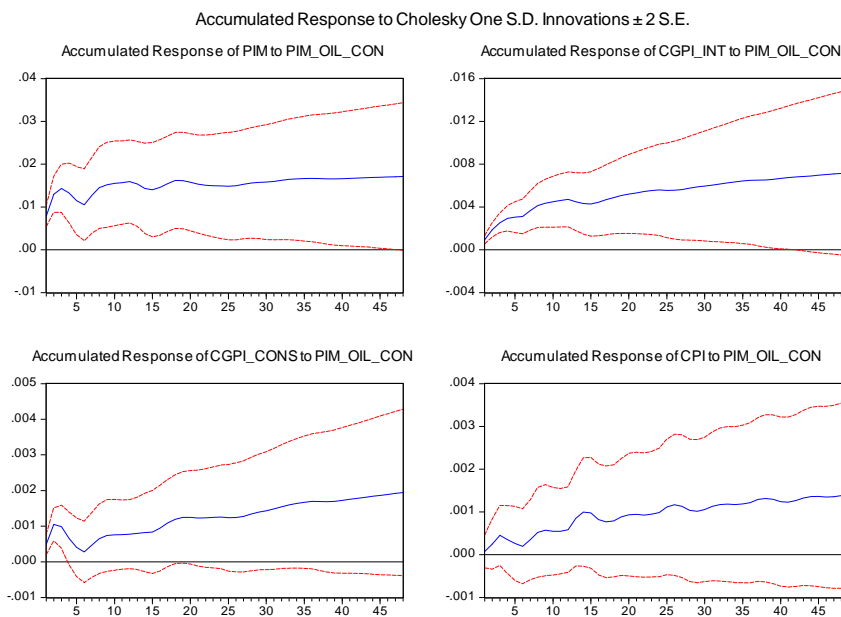 Accumulated Response to Cholesky One S.D. Innovations ± 2 S.E.
Accumulated Response of PIM to PIM_OIL_CON
.04
.03
.02
.01
.00
-.01
5 10 15 20 25 30 35 40 45
Accumulated Response of CGPI_INT to PIM_OIL_CON
.016
.012
.008
.004
.000
-.004
5 10 15 20 25 30 35 40 45
Accumulated Response of CGPI_CONS to PIM_OIL_CON
.005
.004
.003
.002
.001
.000
-.001
5 10 15 20 25 30 35 40 45
Accumulated Response of CPI to PIM_OIL_CON
.004
.003
.002
.001
.000
-.001
5 10 15 20 25 30 35 40 45